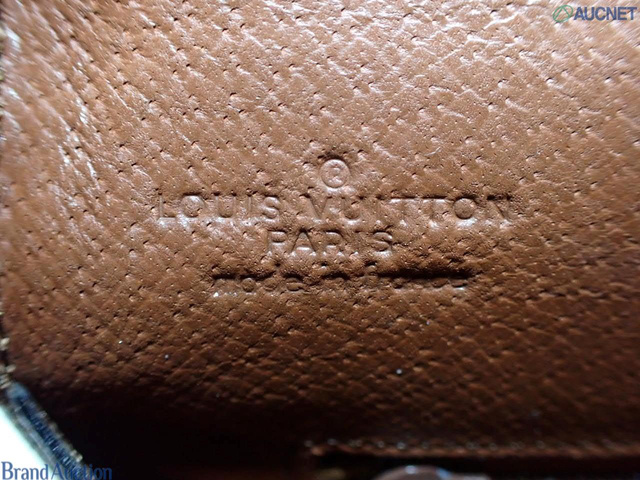 AUCNET
®
LOUIS VUITTON
PARIS
Brand Auction